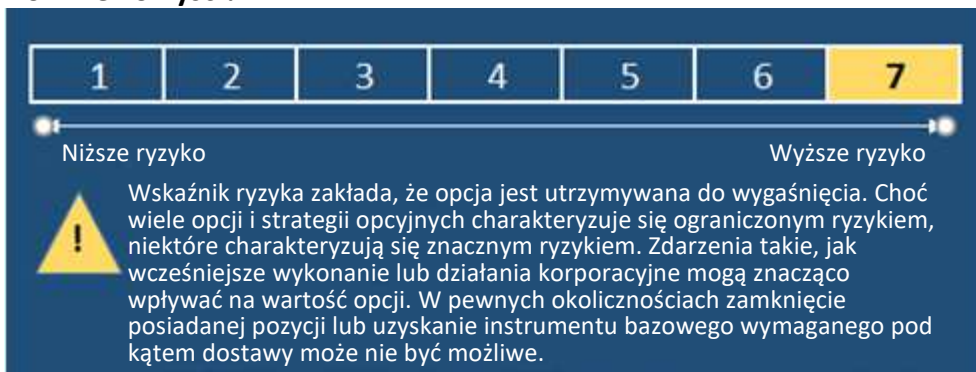 1 2 3 4 5 6 7
Niższe ryzyko Wyższe ryzyko
Wskaźnik ryzyka zakłada, że opcja jest utrzymywana do wygaśnięcia. Choć
wiele opcji i strategii opcyjnych charakteryzuje się ograniczonym ryzykiem,
! niektóre charakteryzują się znacznym ryzykiem. Zdarzenia takie, jak
wcześniejsze wykonanie lub działania korporacyjne mogą znacząco
wpływać na wartość opcji. W pewnych okolicznościach zamknięcie
posiadanej pozycji lub uzyskanie instrumentu bazowego wymaganego pod
kątem dostawy może nie być możliwe.